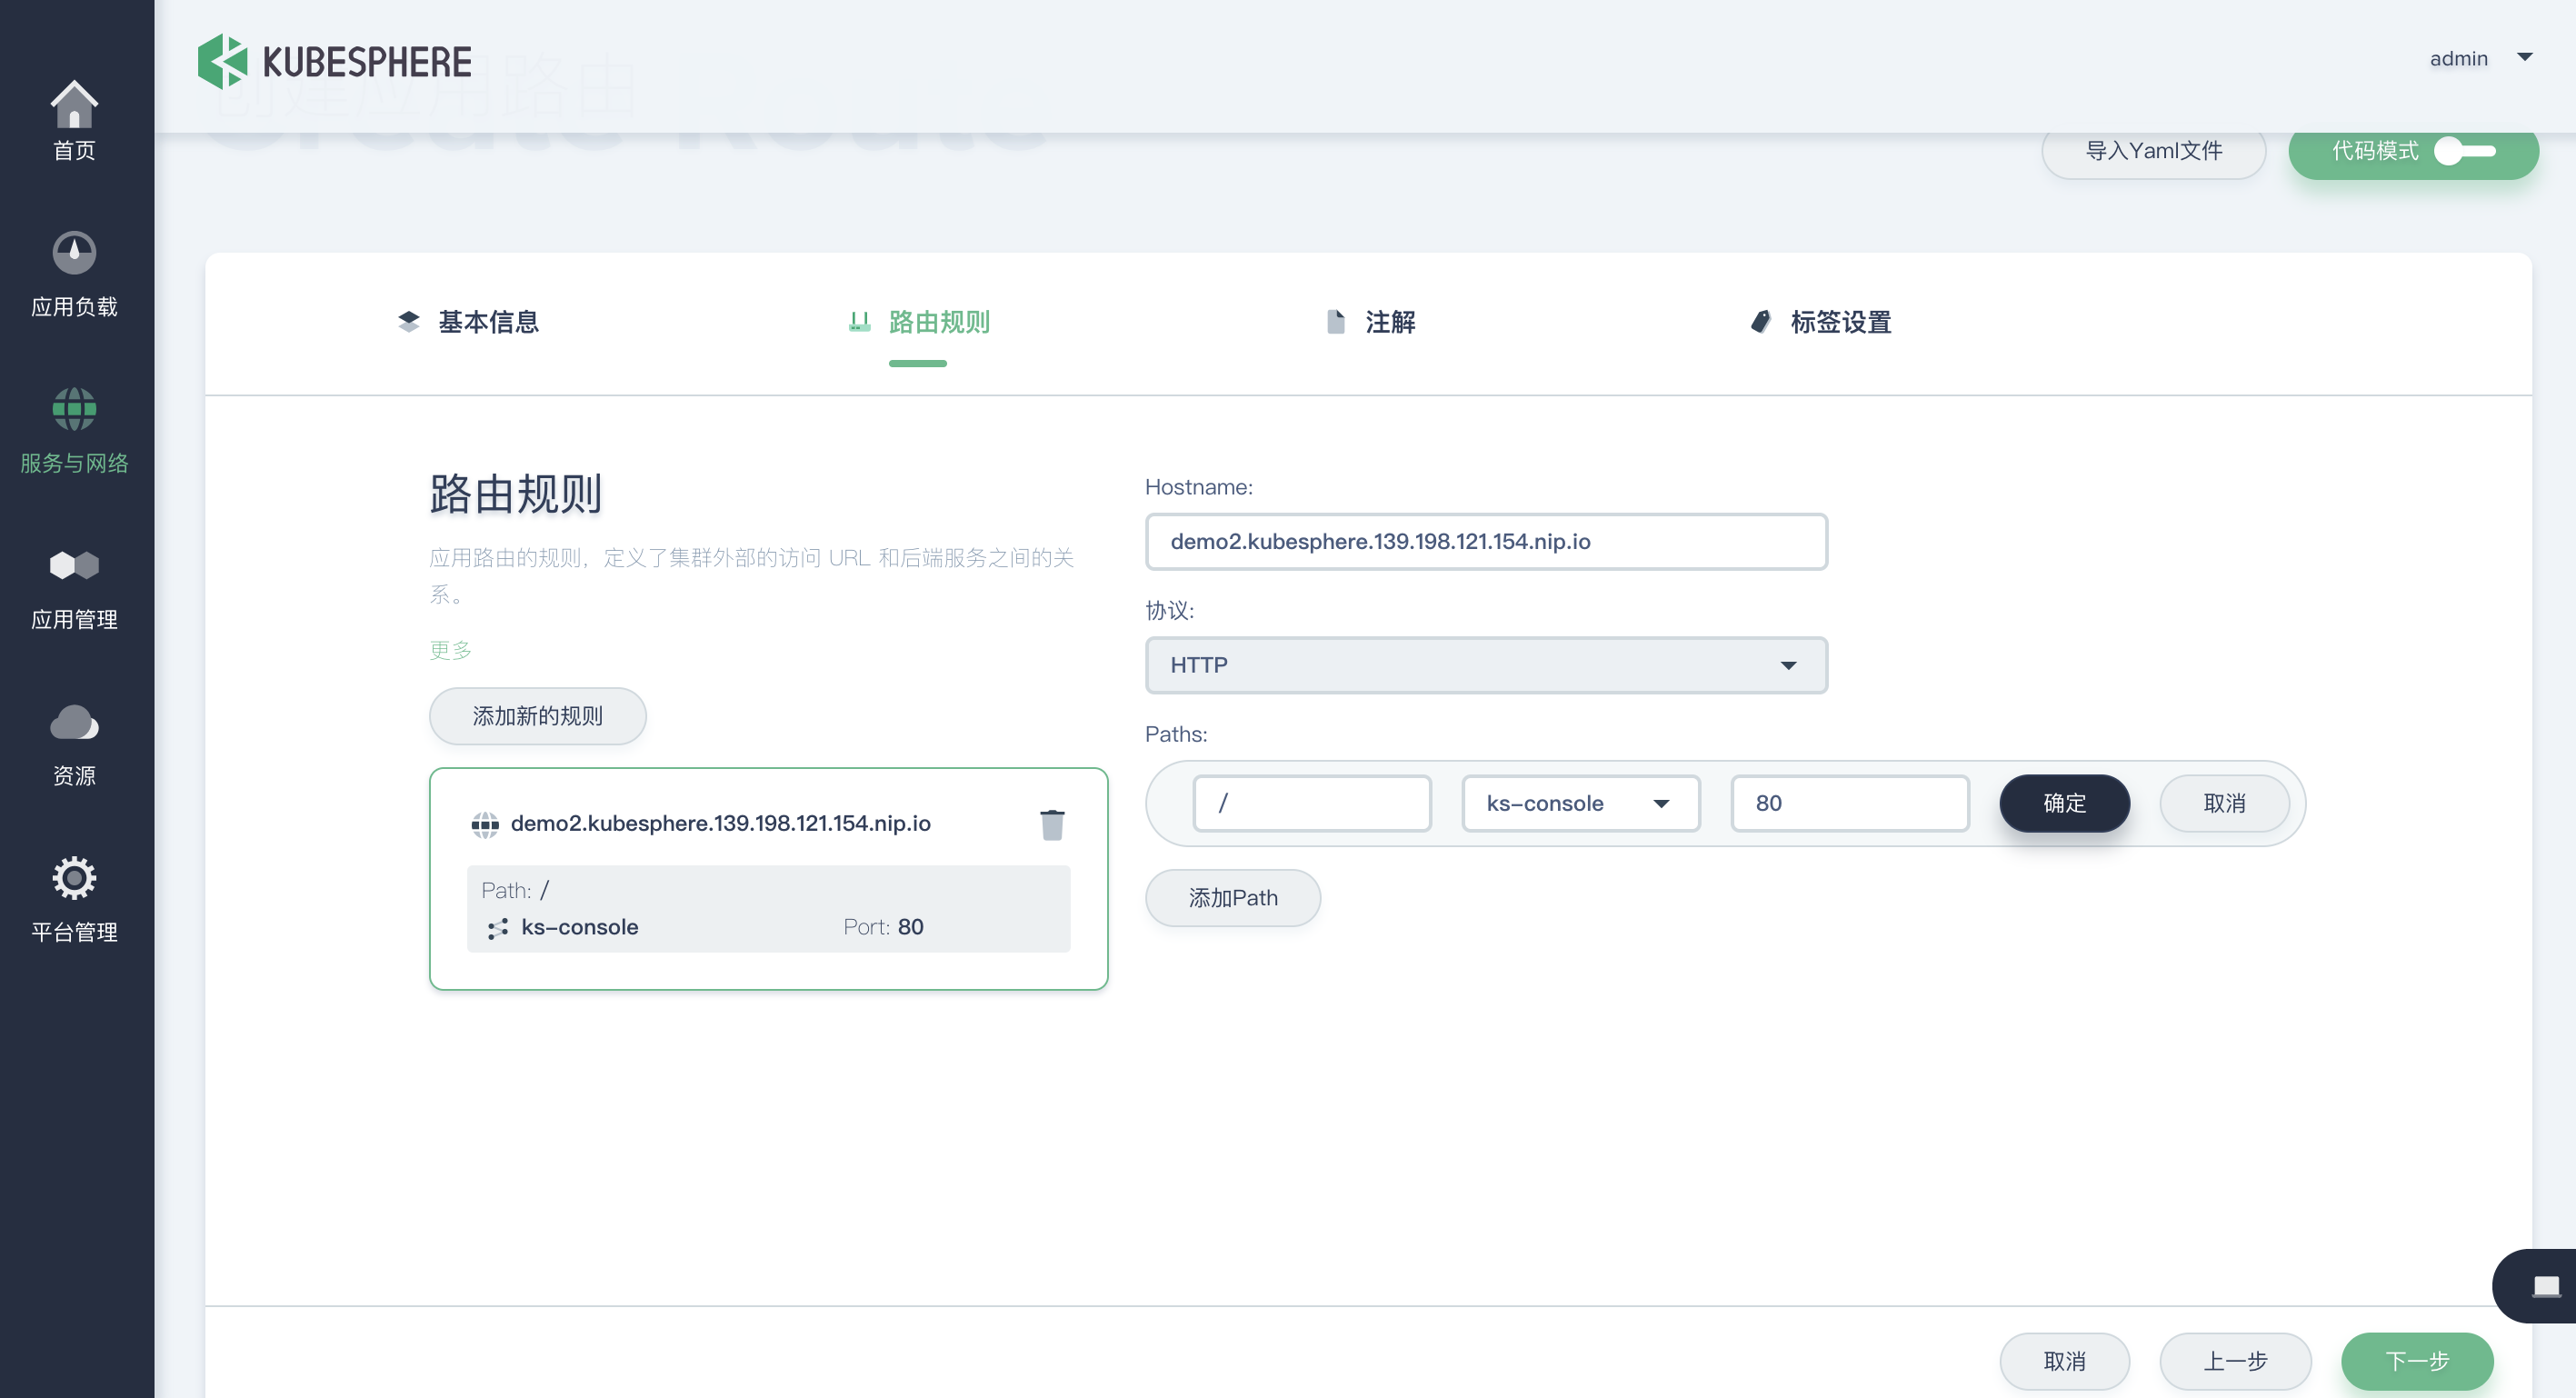 KUBESPHERE
admin
创建应用路由
Create Route
导入Yaml文件
代码模式
首页
应用负载
服务与网络
应用管理
资源
平台管理
基本信息
路由规则
注解
标签设置
路由规则
应用路由的规则，定义了集群外部的访问 URL 和后端服务之间的关
系。
更多
添加新的规则
demo2.kubesphere.139.198.121.154.nip.io
Path: /
ks-console
Port: 80
Hostname:
demo2.kubesphere.139.198.121.154.nip.io
协议:
HTTP
Paths:
/
ks-console
80
确定
取消
添加Path
取消
上一步
下一步